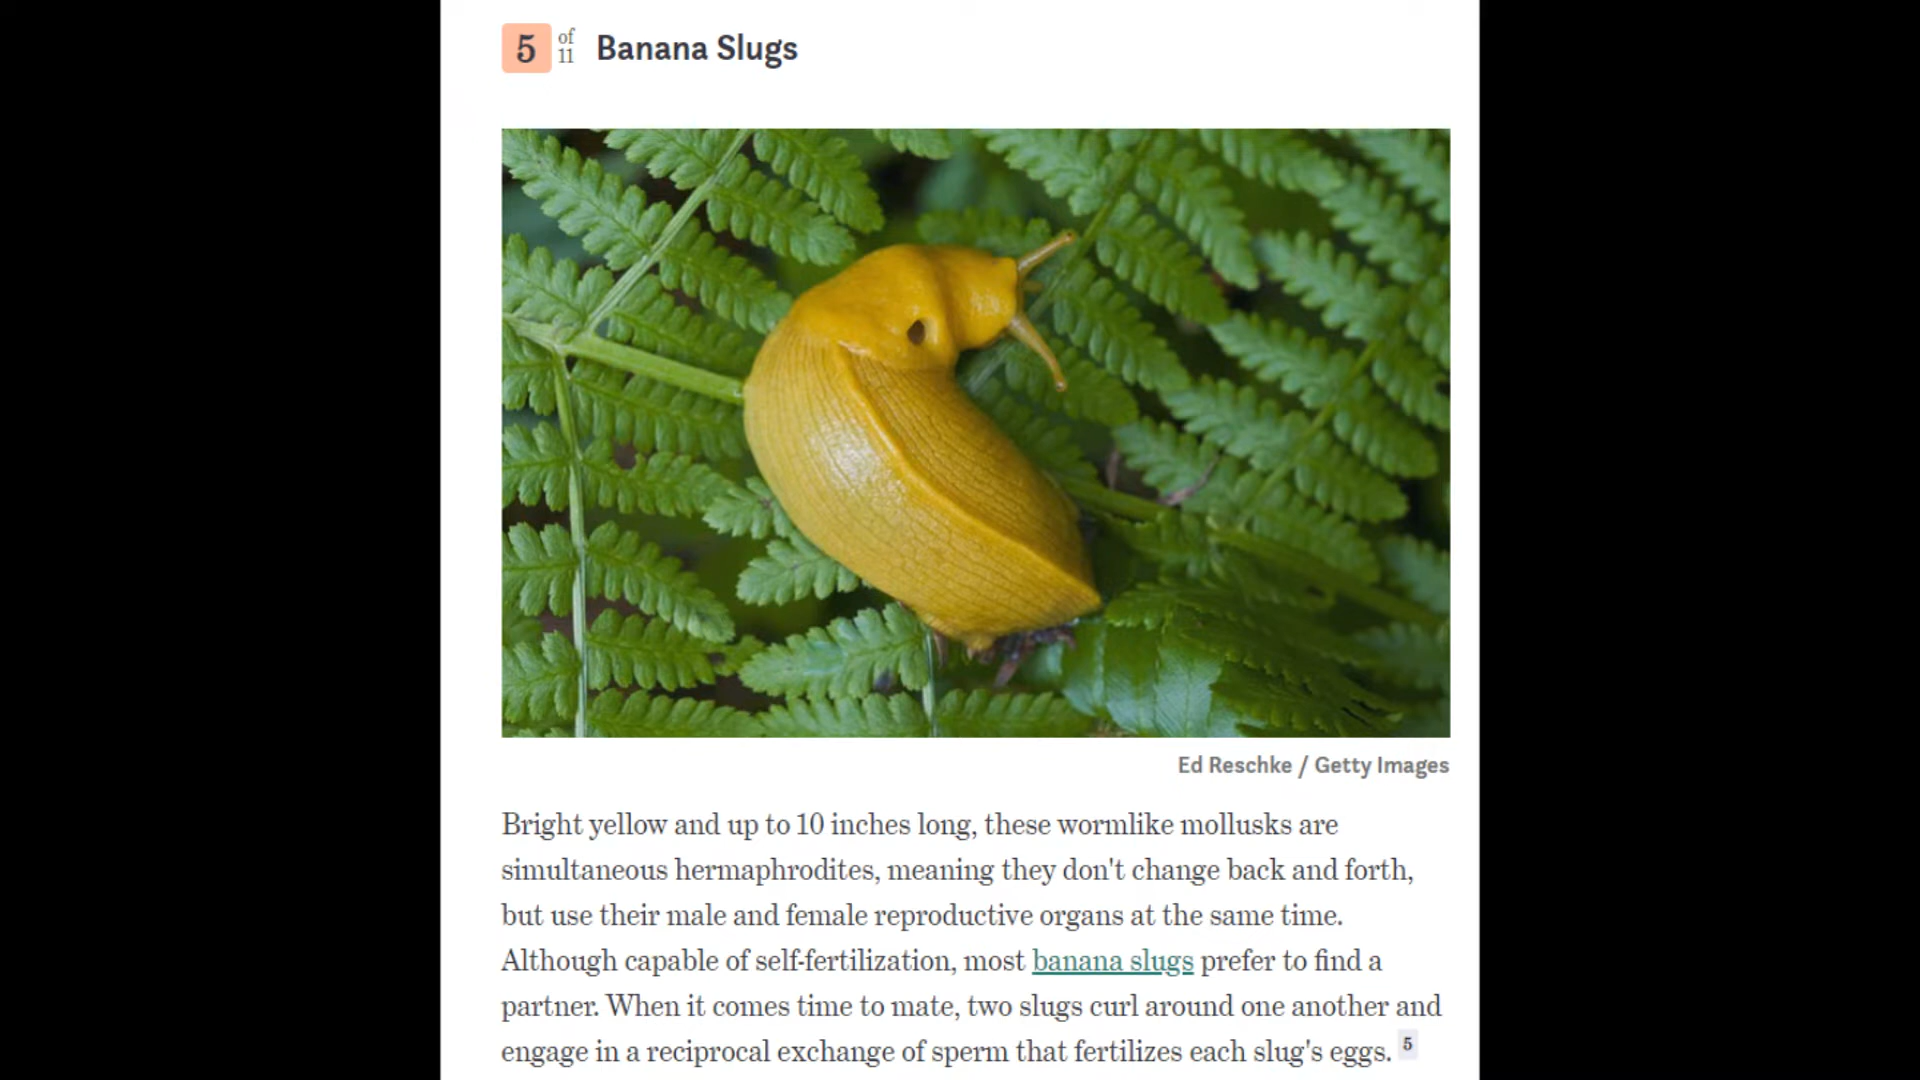 5 of 11 Banana Slugs
Ed Reschke / Getty Images
Bright yellow and up to 10 inches long, these wormlike mollusks are
simultaneous hermaphrodites, meaning they don't change back and forth,
but use their male and female reproductive organs at the same time.
Although capable of self-fertilization, most banana slugs prefer to find a
partner. When it comes time to mate, two slugs curl around one another and
engage in a reciprocal exchange of sperm that fertilizes each slug's eggs. 5